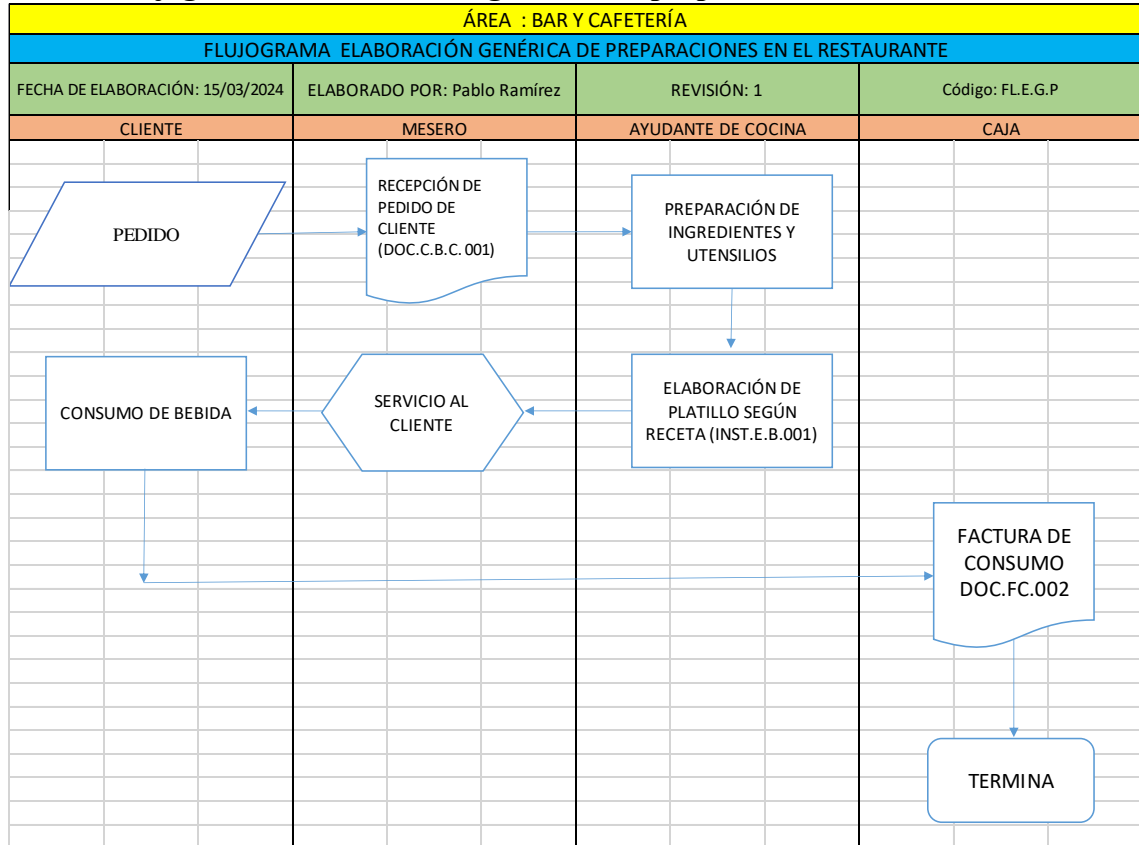 ÁREA : BAR Y CAFETERÍA
FLUJOGRAMA ELABORACIÓN GENÉRICA DE PREPARACIONES EN EL RESTAURANTE
FECHA DE ELABORACIÓN: 15/03/2024
ELABORADO POR: Pablo Ramírez
REVISIÓN: 1
Código: FL.E.G.P
CLIENTE
MESERO
AYUDANTE DE COCINA
CAJA
PEDIDO
RECEPCIÓN DE
PEDIDO DE
CLIENTE
(DOC.C.B.C. 001)
PREPARACIÓN DE
INGREDIENTES Y
UTENSILIOS
CONSUMO DE BEBIDA
SERVICIO AL
CLIENTE
ELABORACIÓN DE
PLATILLO SEGÚN
RECETA (INST.E.B.001)
FACTURA DE
CONSUMO
DOC.FC.002
TERMINA